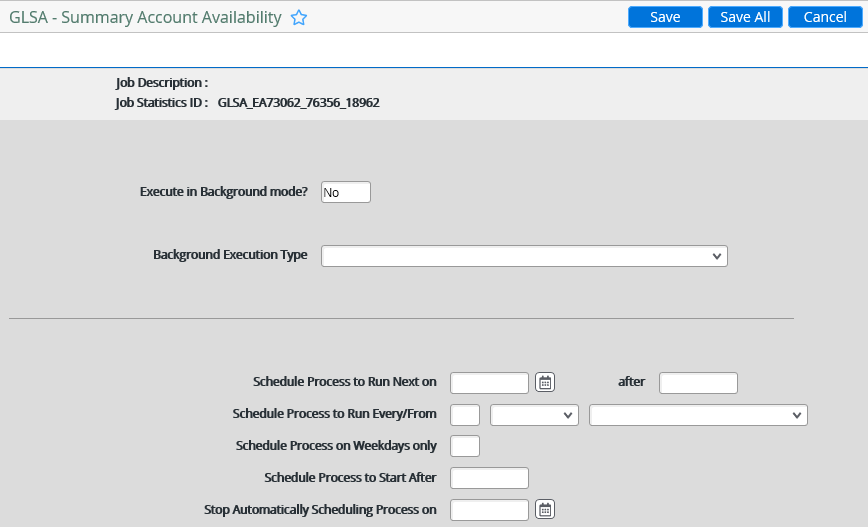 GLSA - Summary Account Availability Save Save All Cancel
Job Description :
Job Statistics ID : GLSA_EA73062_76356_18962
Execute in Background mode? No
Background Execution Type
Schedule Process to Run Next on after
Schedule Process to Run Every/From
Schedule Process on Weekdays only
Schedule Process to Start After
Stop Automatically Scheduling Process on